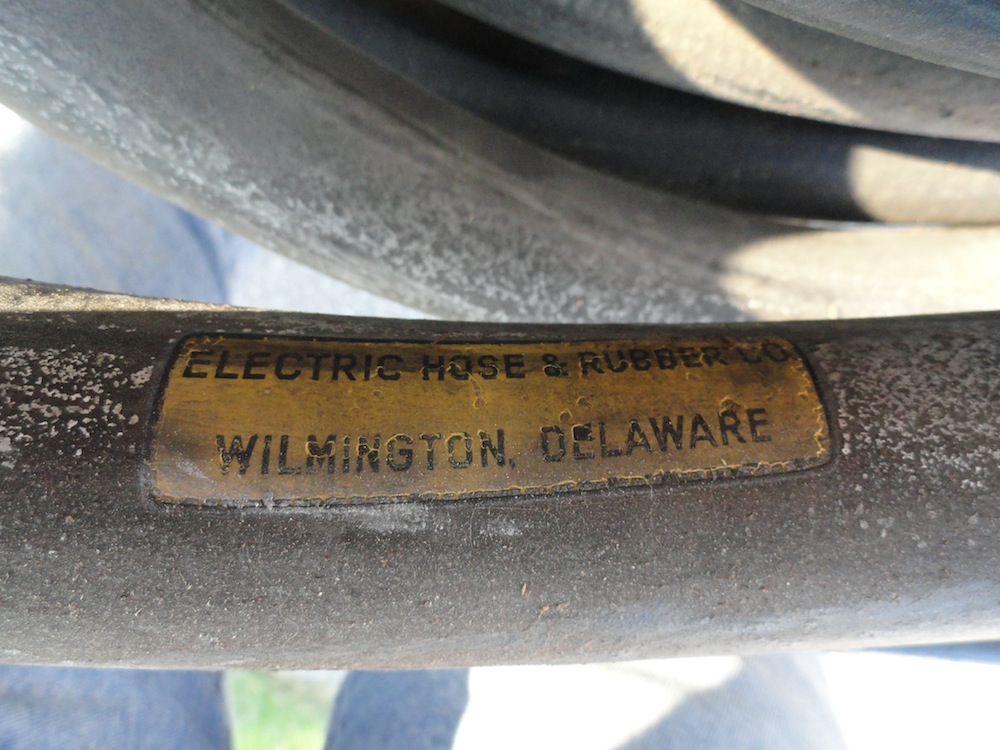 ELECTRIC HOSE & RUBBER CO.
WILMINGTON, DELAWARE